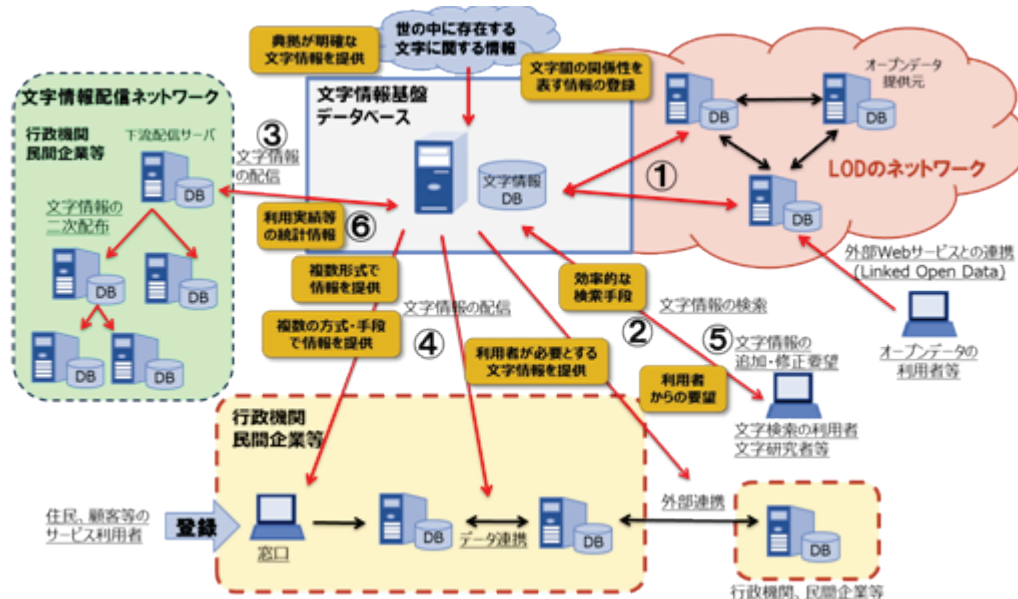 世の中に存在する
文字に関する情報
典拠が明確な
文字情報を提供
文字間の関係性を
表す情報の登録
オープンデータ
提供元
DB
DB
DB
LODのネットワーク
文字情報基盤
データベース
文字情報
DB
①
文字情報配信ネットワーク
行政機関
民間企業等
下流配信サーバ
DB
文字情報の
二次配布
DB
DB
DB
DB
③
文字情報
の配信
利用実績等
の統計情報
⑥
複数形式で
情報を提供
文字情報の配信
複数の方式・手段
で情報を提供
④
利用者が必要とする
文字情報を提供
効率的な
検索手段
②
文字情報の検索
⑤
文字情報の
追加・修正要望
利用者
からの要望
文字検索の利用者
文字研究者等
外部Webサービスとの連携
(Linked Open Data)
オープンデータの
利用者等
行政機関
民間企業等
住民、顧客等の
サービス利用者
登録
窓口
DB
データ連携
DB
外部連携
DB
行政機関、民間企業等